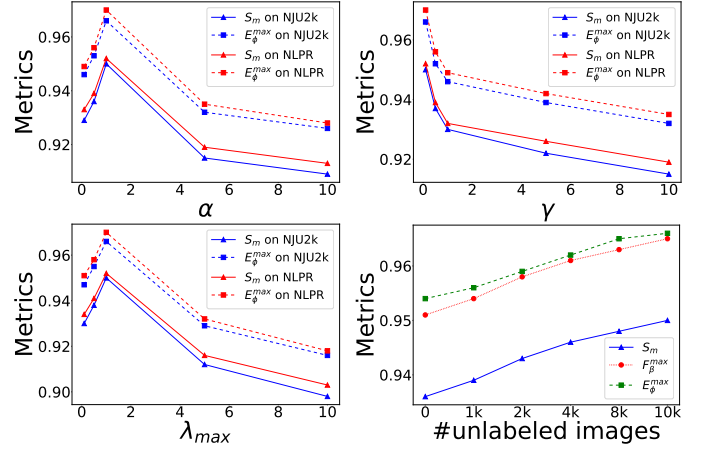 Metrics
0.96
0.94
0.92
0 2 4 6 8 10
α
S_m on NJU2k
E_ϕ^max on NJU2k
S_m on NLPR
E_ϕ^max on NLPR
Metrics
0.96
0.94
0.92
0 2 4 6 8 10
γ
S_m on NJU2k
E_ϕ^max on NJU2k
S_m on NLPR
E_ϕ^max on NLPR
Metrics
0.96
0.94
0.92
0.90
0 2 4 6 8 10
λ_max
S_m on NJU2k
E_ϕ^max on NJU2k
S_m on NLPR
E_ϕ^max on NLPR
Metrics
0.96
0.95
0.94
0 1k 2k 4k 8k 10k
#unlabeled images
S_m
F_β^max
E_ϕ^max